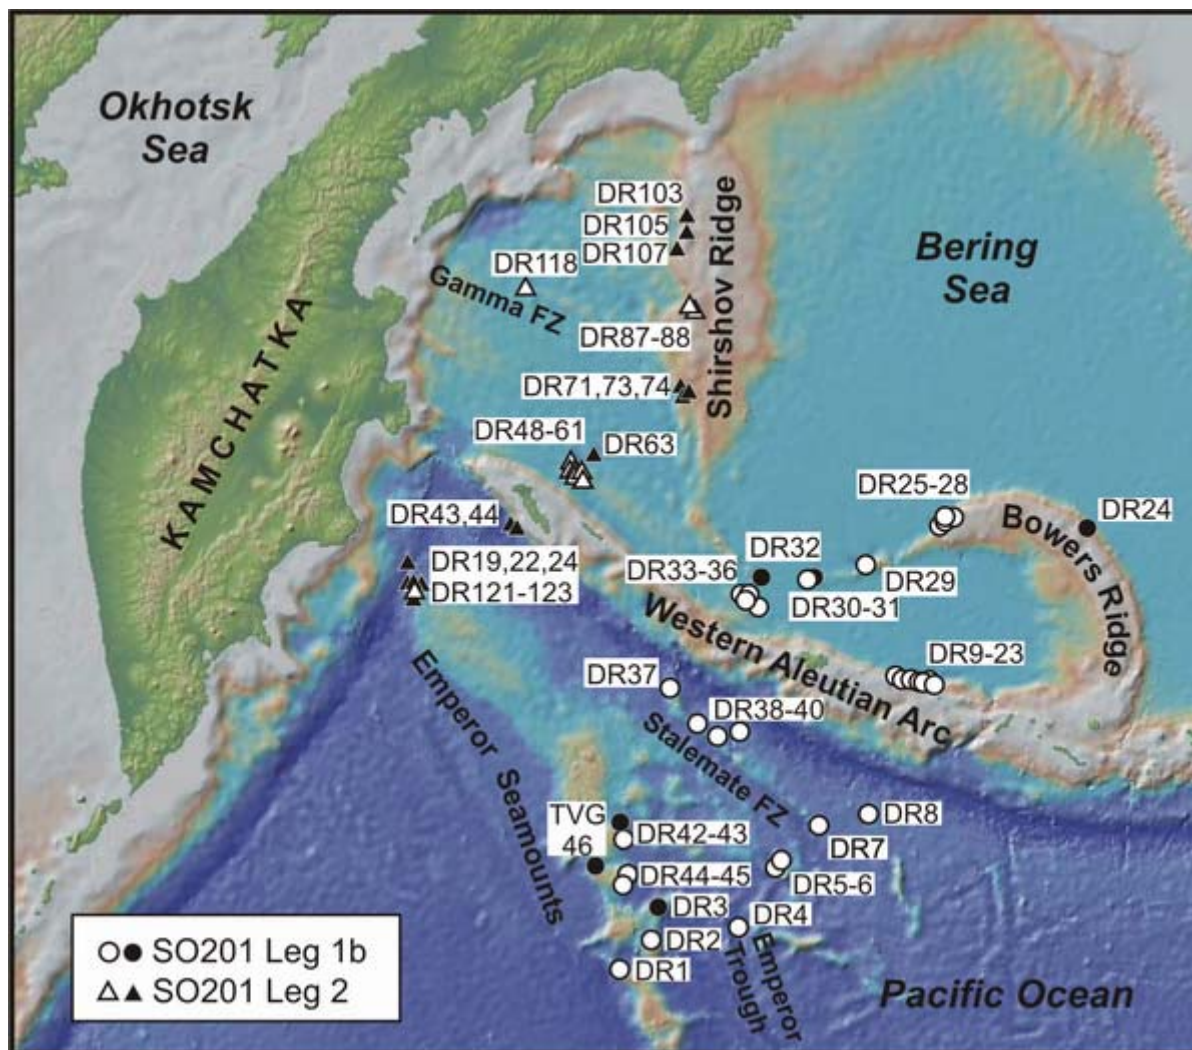 Okhotsk
Sea
DR103
DR105
DR107
DR118
Gamma FZ
Shirshov Ridge
Bering
Sea
DR87-88
KAMCHATKA
DR71,73,74
DR48-61
DR63
DR25-28
DR24
Bowers Ridge
DR43,44
DR32
DR33-36
DR29
DR19,22,24
DR121-123
DR30-31
Western Aleutian Arc
DR9-23
DR37
DR38-40
Emperor Seamounts
Stalemate FZ
TVG
46
DR42-43
DR8
DR7
DR44-45
DR5-6
DR3
DR4
DR2
DR1
Emperor
Trough
Pacific Ocean
SO201 Leg 1b
SO201 Leg 2